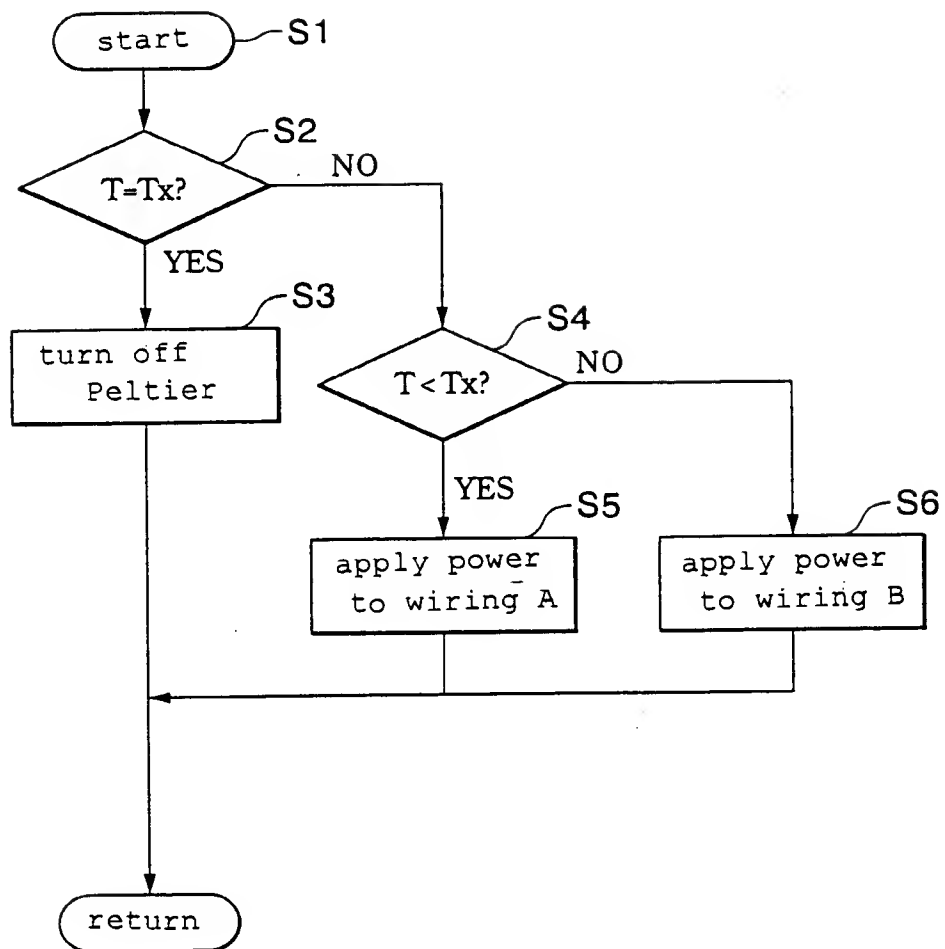 start
S1
S2
T=Tx?
NO
YES
S3
turn off
Peltier
S4
T<Tx?
NO
YES
S5
apply power
to wiring A
S6
apply power
to wiring B
return